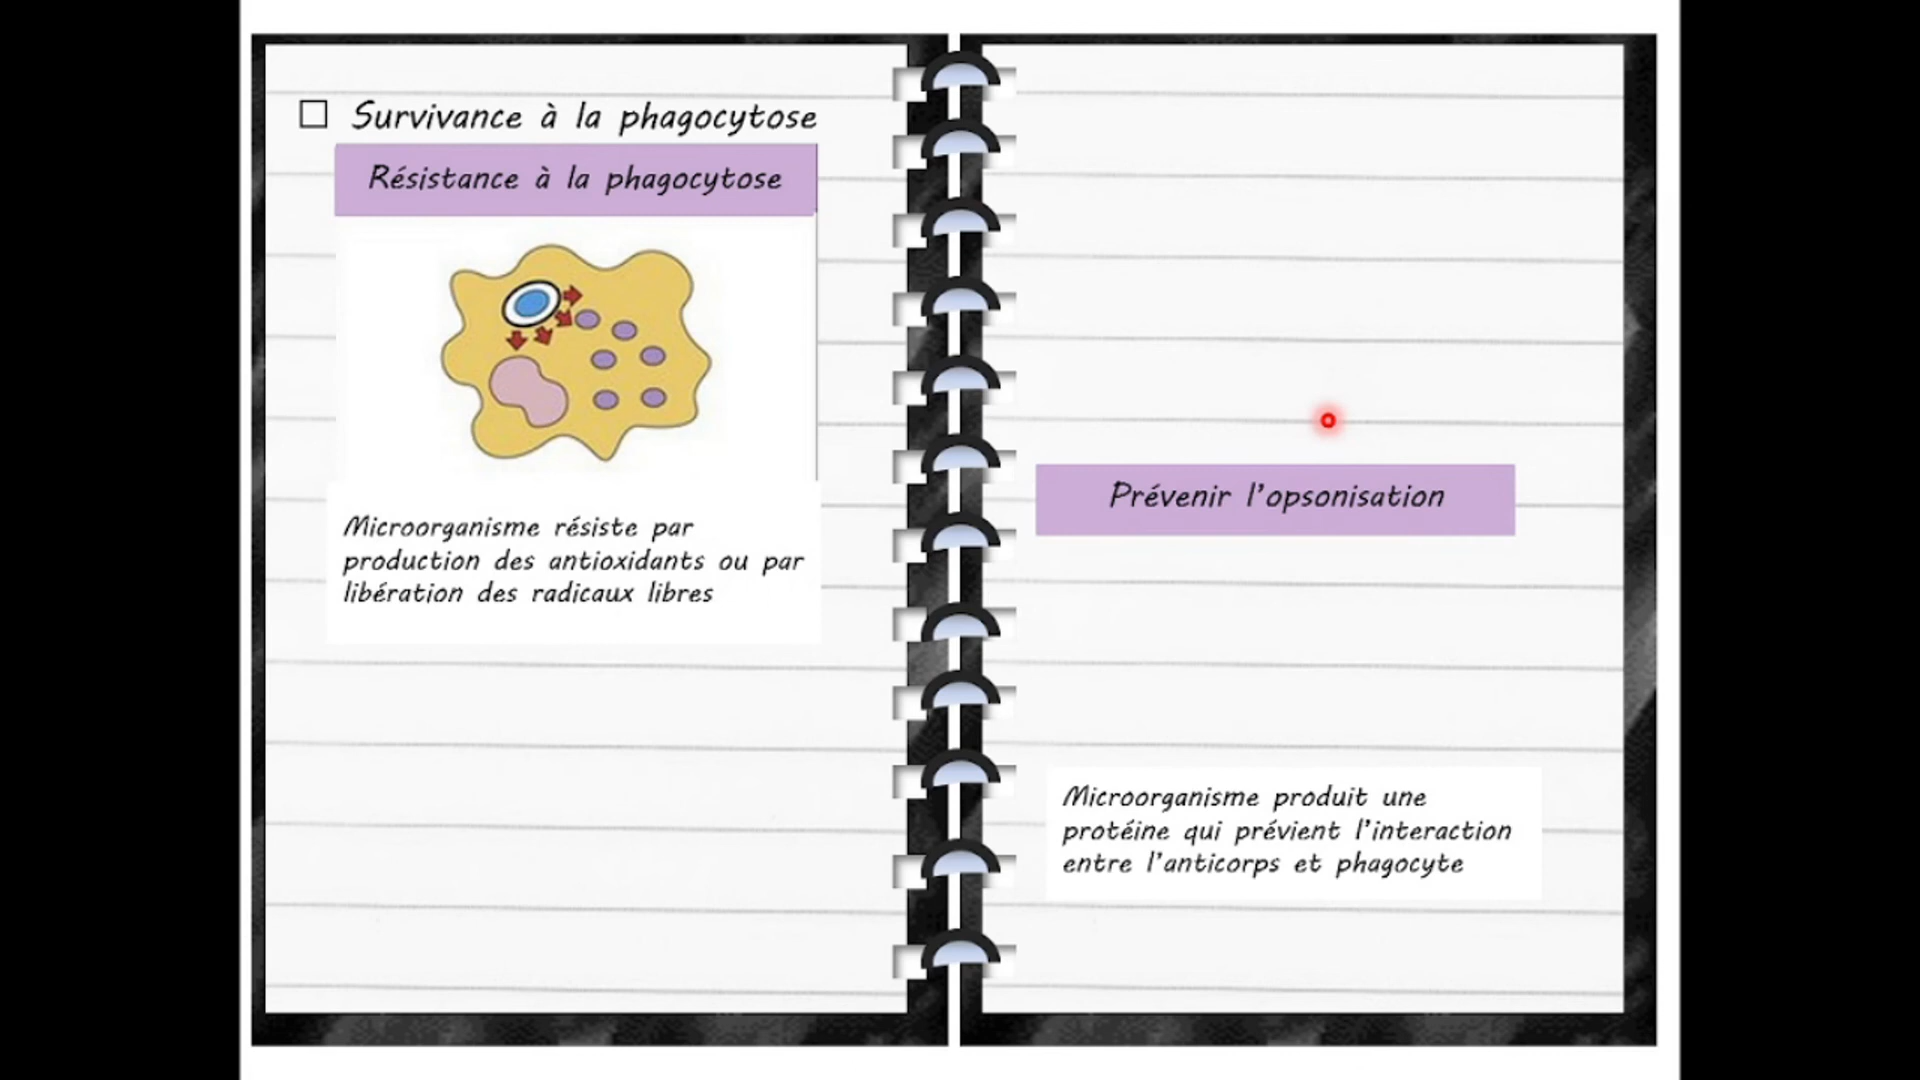 Survivance à la phagocytose
Résistance à la phagocytose
Microorganisme résiste par
production des antioxidants ou par
libération des radicaux libres
Prévenir l'opsonisation
Microorganisme produit une
protéine qui prévient l'interaction
entre l'anticorps et phagocyte